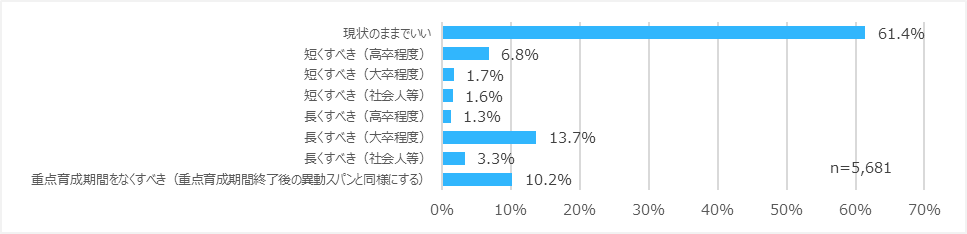 現状のままでいい 61.4%
短くすべき（高卒程度） 6.8%
短くすべき（大卒程度） 1.7%
短くすべき（社会人等） 1.6%
長くすべき（高卒程度） 1.3%
長くすべき（大卒程度） 13.7%
長くすべき（社会人等） 3.3%
n=5,681
重点育成期間をなくすべき（重点育成期間終了後の異動スパンと同様にする） 10.2%
0% 10% 20% 30% 40% 50% 60% 70%